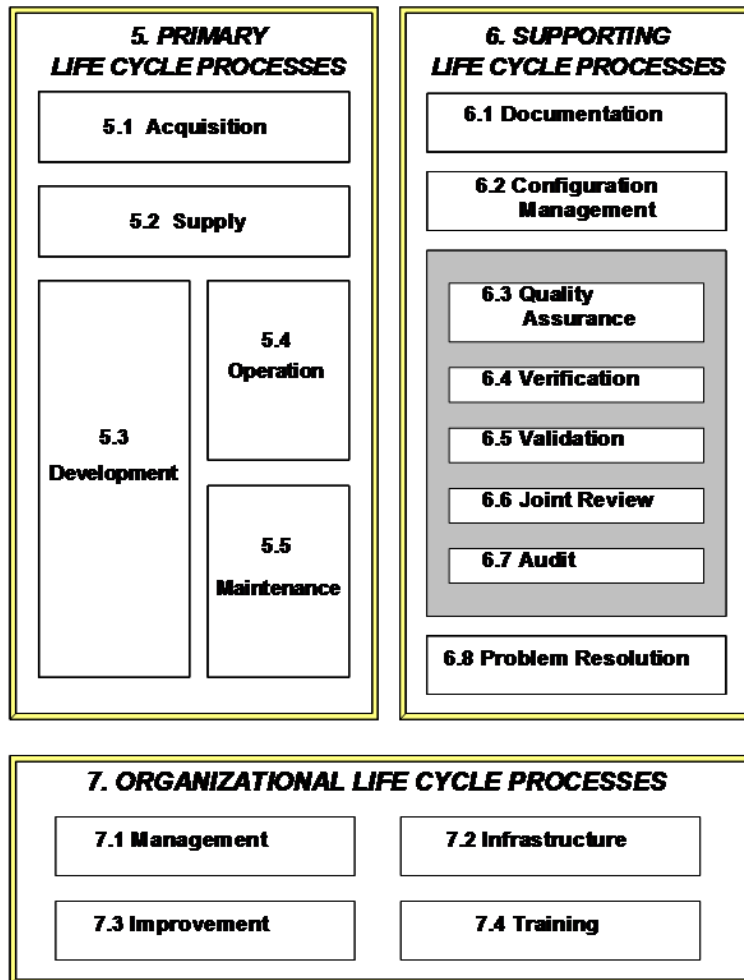 5. PRIMARY
LIFE CYCLE PROCESSES
5.1 Acquisition
5.2 Supply
5.3
Development
5.4
Operation
5.5
Maintenance
6. SUPPORTING
LIFE CYCLE PROCESSES
6.1 Documentation
6.2 Configuration
Management
6.3 Quality
Assurance
6.4 Verification
6.5 Validation
6.6 Joint Review
6.7 Audit
6.8 Problem Resolution
7. ORGANIZATIONAL LIFE CYCLE PROCESSES
7.1 Management
7.2 Infrastructure
7.3 Improvement
7.4 Training